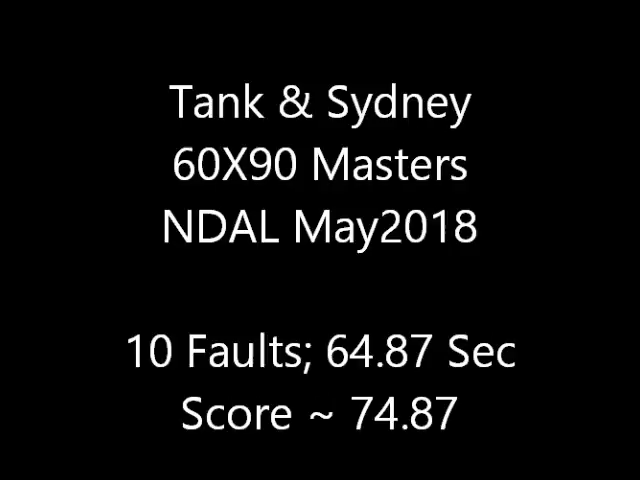 Tank & Sydney
60X90 Masters
NDAL May2018
10 Faults; 64.87 Sec
Score ~ 74.87